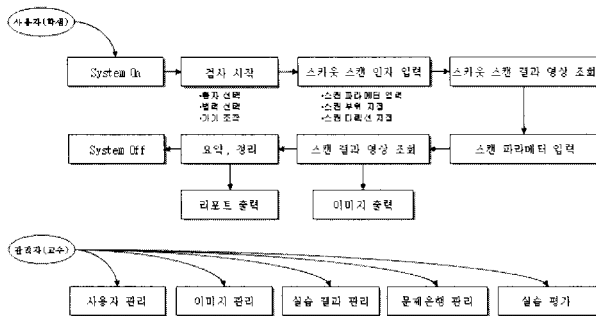 사용자(학생)
System On
검사 시작
스카웃 스캔 인자 입력
스카웃 스캔 결과 영상 조회
•환자 선택
•병력 선택
•기기 조작
•스캔 파라메터 입력
•스캔 부위 지정
•스캔 디렉션 지정
System Off
요약, 정리
스캔 결과 영상 조회
스캔 파라메터 입력
리포트 출력
이미지 출력
관리자(교수)
사용자 관리
이미지 관리
실습 결과 관리
문제은행 관리
실습 평가